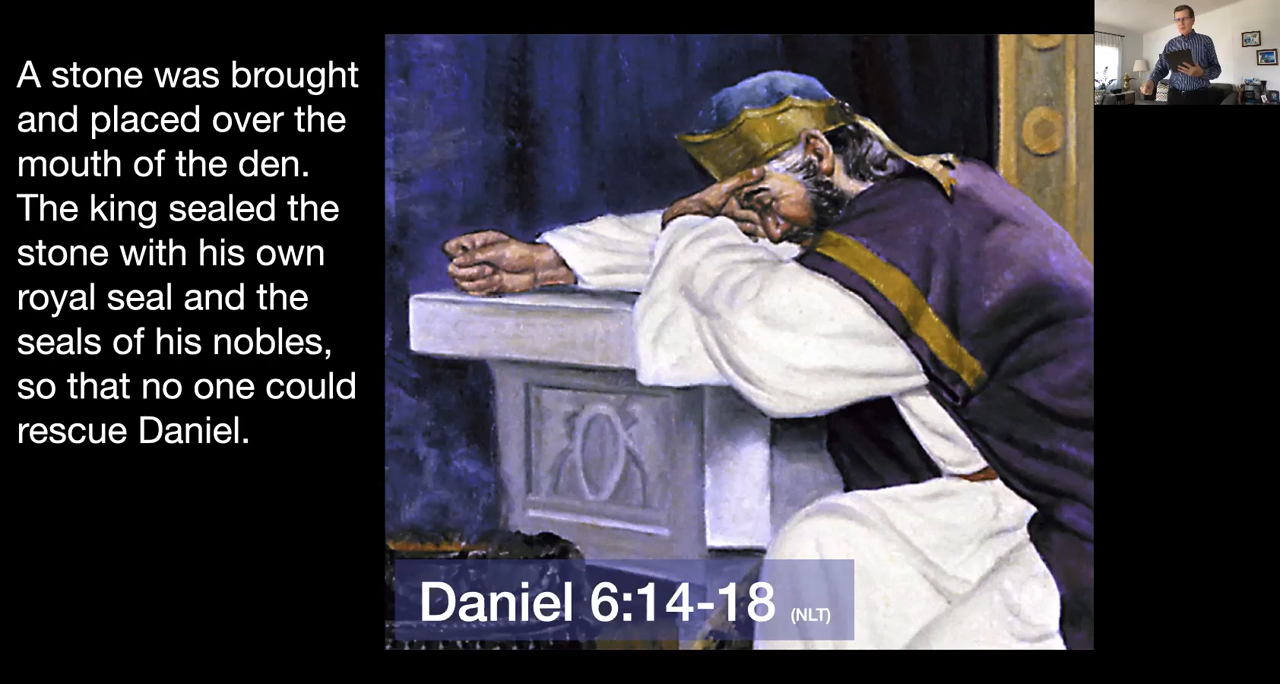 A stone was brought
and placed over the
mouth of the den.
The king sealed the
stone with his own
royal seal and the
seals of his nobles,
so that no one could
rescue Daniel.
Daniel 6:14-18 (NLT)